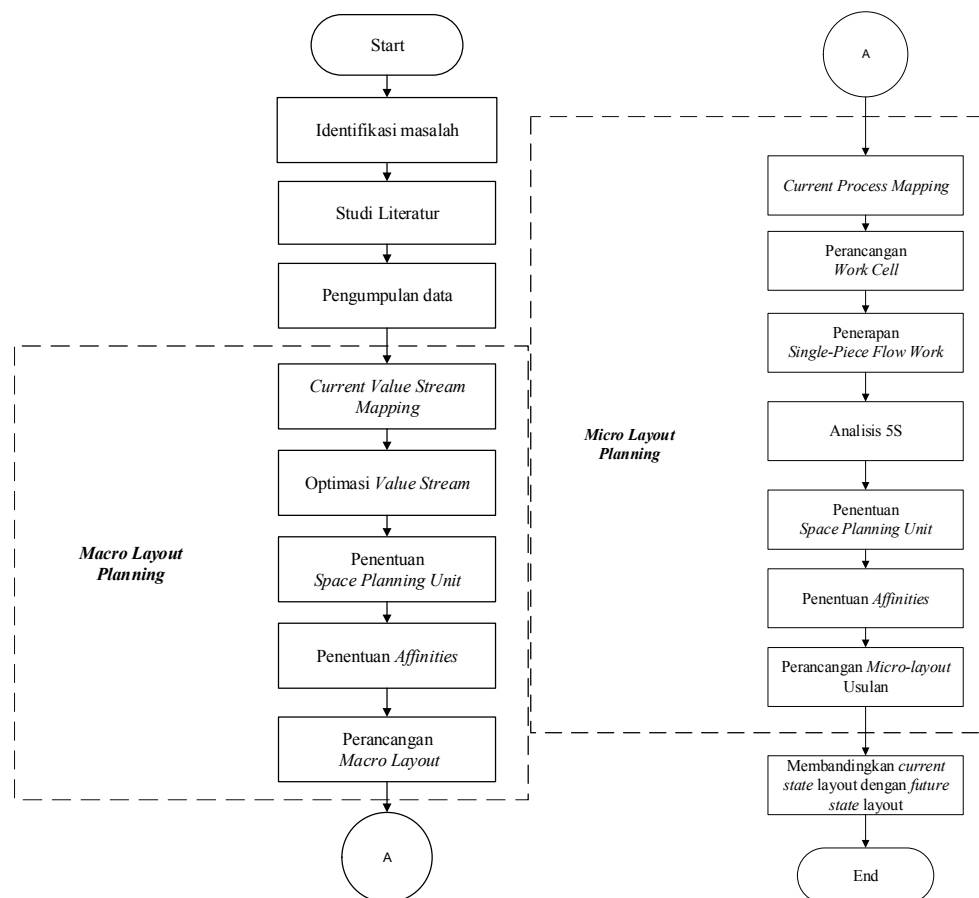 Start
Identifikasi masalah
Studi Literatur
Pengumpulan data
Macro Layout
Planning
Current Value Stream
Mapping
Optimasi Value Stream
Penentuan
Space Planning Unit
Penentuan Affinities
Perancangan
Macro Layout
A
A
Micro Layout
Planning
Current Process Mapping
Perancangan
Work Cell
Penerapan
Single-Piece Flow Work
Analisis 5S
Penentuan
Space Planning Unit
Penentuan Affinities
Perancangan Micro-layout
Usulan
Membandingkan current
state layout dengan future
state layout
End